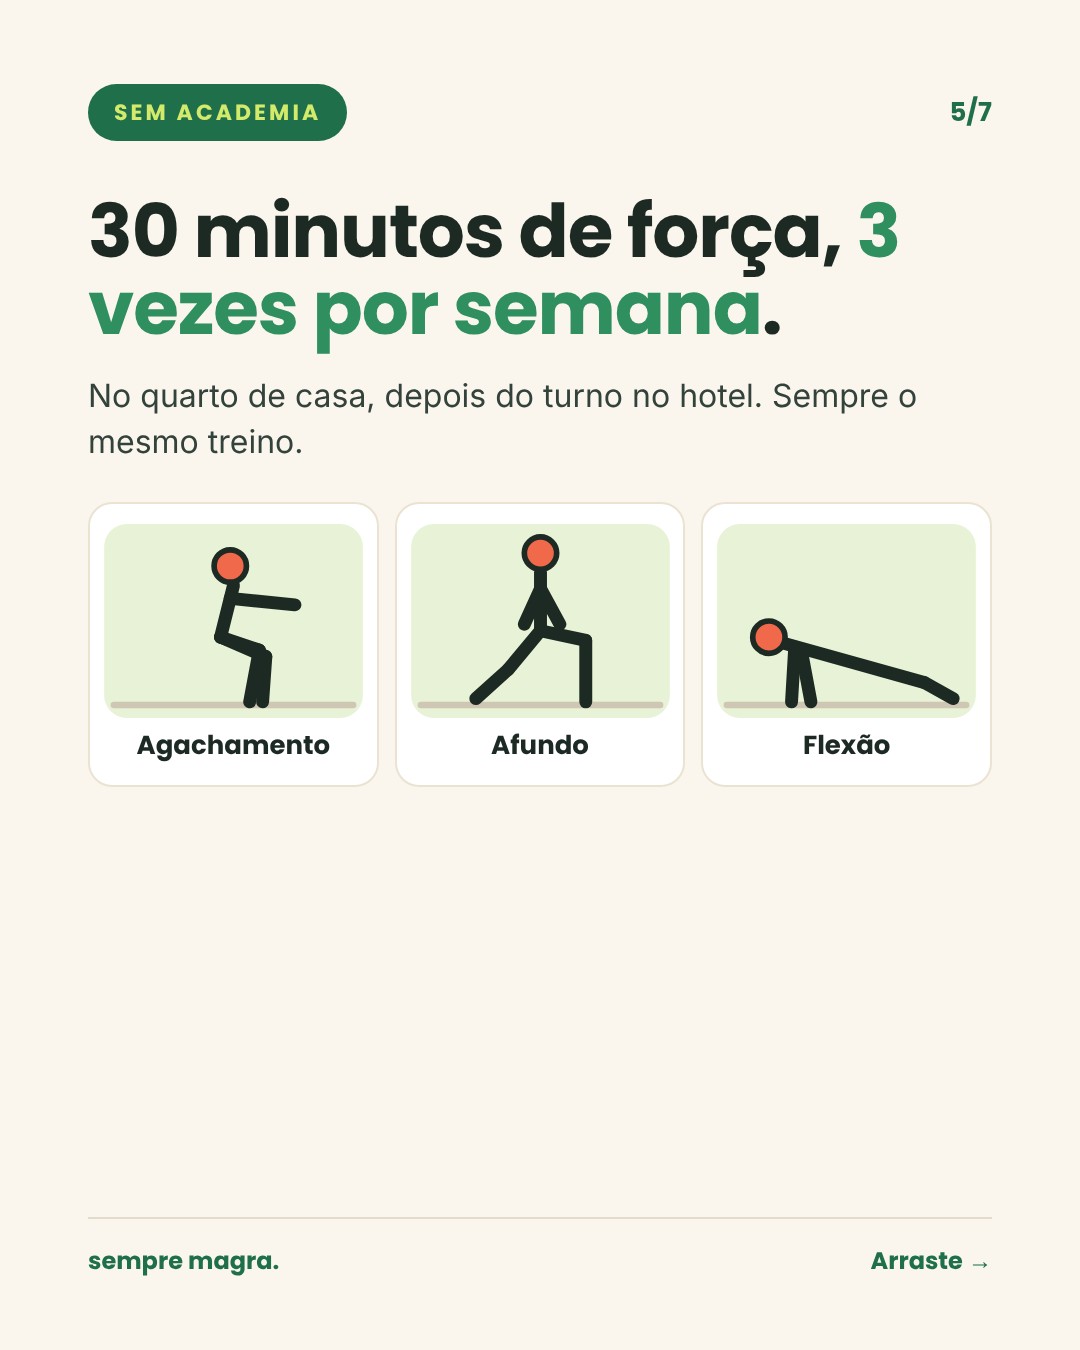 SEM ACADEMIA
5/7
30 minutos de força, 3
vezes por semana.
No quarto de casa, depois do turno no hotel. Sempre o
mesmo treino.
Agachamento
Afundo
Flexão
sempre magra.
Arraste →